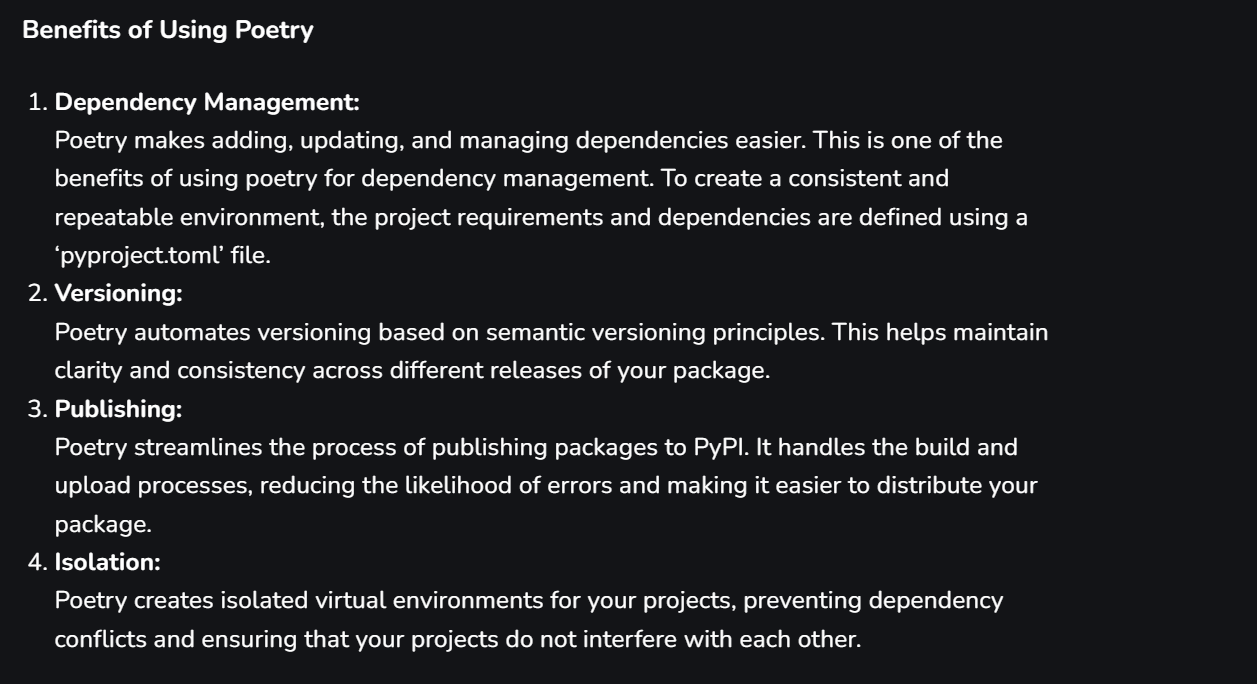 Benefits of Using Poetry
1. Dependency Management:
Poetry makes adding, updating, and managing dependencies easier. This is one of the
benefits of using poetry for dependency management. To create a consistent and
repeatable environment, the project requirements and dependencies are defined using a
‘pyproject.toml’ file.
2. Versioning:
Poetry automates versioning based on semantic versioning principles. This helps maintain
clarity and consistency across different releases of your package.
3. Publishing:
Poetry streamlines the process of publishing packages to PyPI. It handles the build and
upload processes, reducing the likelihood of errors and making it easier to distribute your
package.
4. Isolation:
Poetry creates isolated virtual environments for your projects, preventing dependency
conflicts and ensuring that your projects do not interfere with each other.